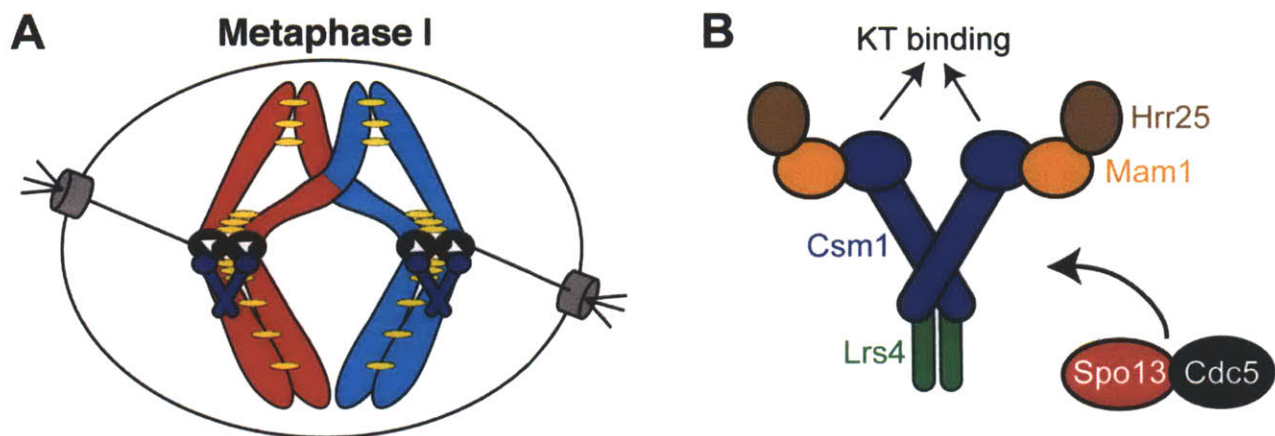 A
Metaphase I
B
KT binding
Hrr25
Mam1
Csm1
Lrs4
Spo13
Cdc5